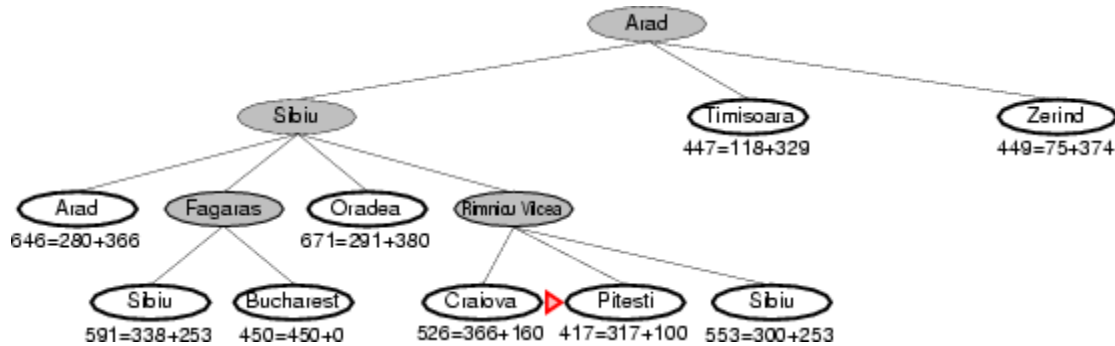 Arad
Sibiu
Timisoara
Zerind
447=118+329
449=75+374
Arad
Fagaras
Oradea
Rimnicu Vilcea
646=280+366
671=291+380
Sibiu
Bucharest
Craiova
Pitesti
Sibiu
591=338+253
450=450+0
526=366+160
417=317+100
553=300+253